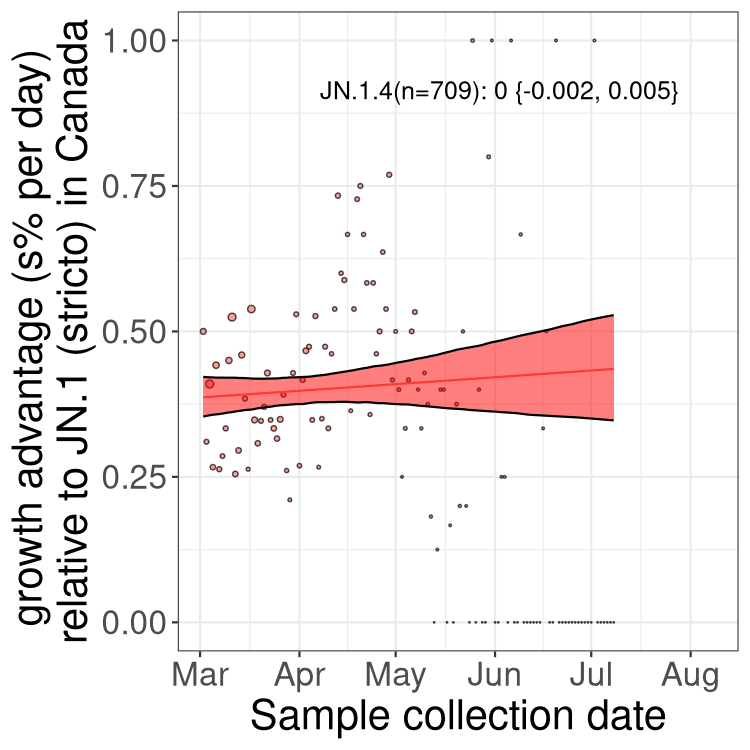 growth advantage (s% per day)
relative to JN.1 (stricto) in Canada
1.00
0.75
0.50
0.25
0.00
JN.1.4(n=709): 0 {-0.002, 0.005}
Mar Apr May Jun Jul Aug
Sample collection date